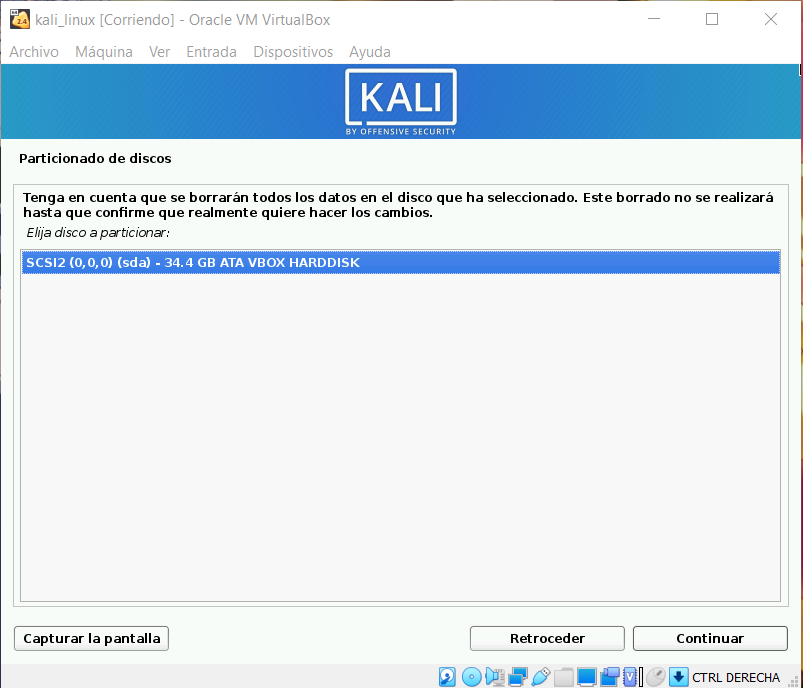 kali_linux [Corriendo] - Oracle VM VirtualBox
Archivo Máquina Ver Entrada Dispositivos Ayuda
KALI
BY OFFENSIVE SECURITY
Particionado de discos
Tenga en cuenta que se borrarán todos los datos en el disco que ha seleccionado. Este borrado no se realizará
hasta que confirme que realmente quiere hacer los cambios.
Elija disco a particionar:
SCSI2 (0,0,0) (sda) - 34.4 GB ATA VBOX HARDDISK
Capturar la pantalla Retroceder Continuar
CTRL DERECHA